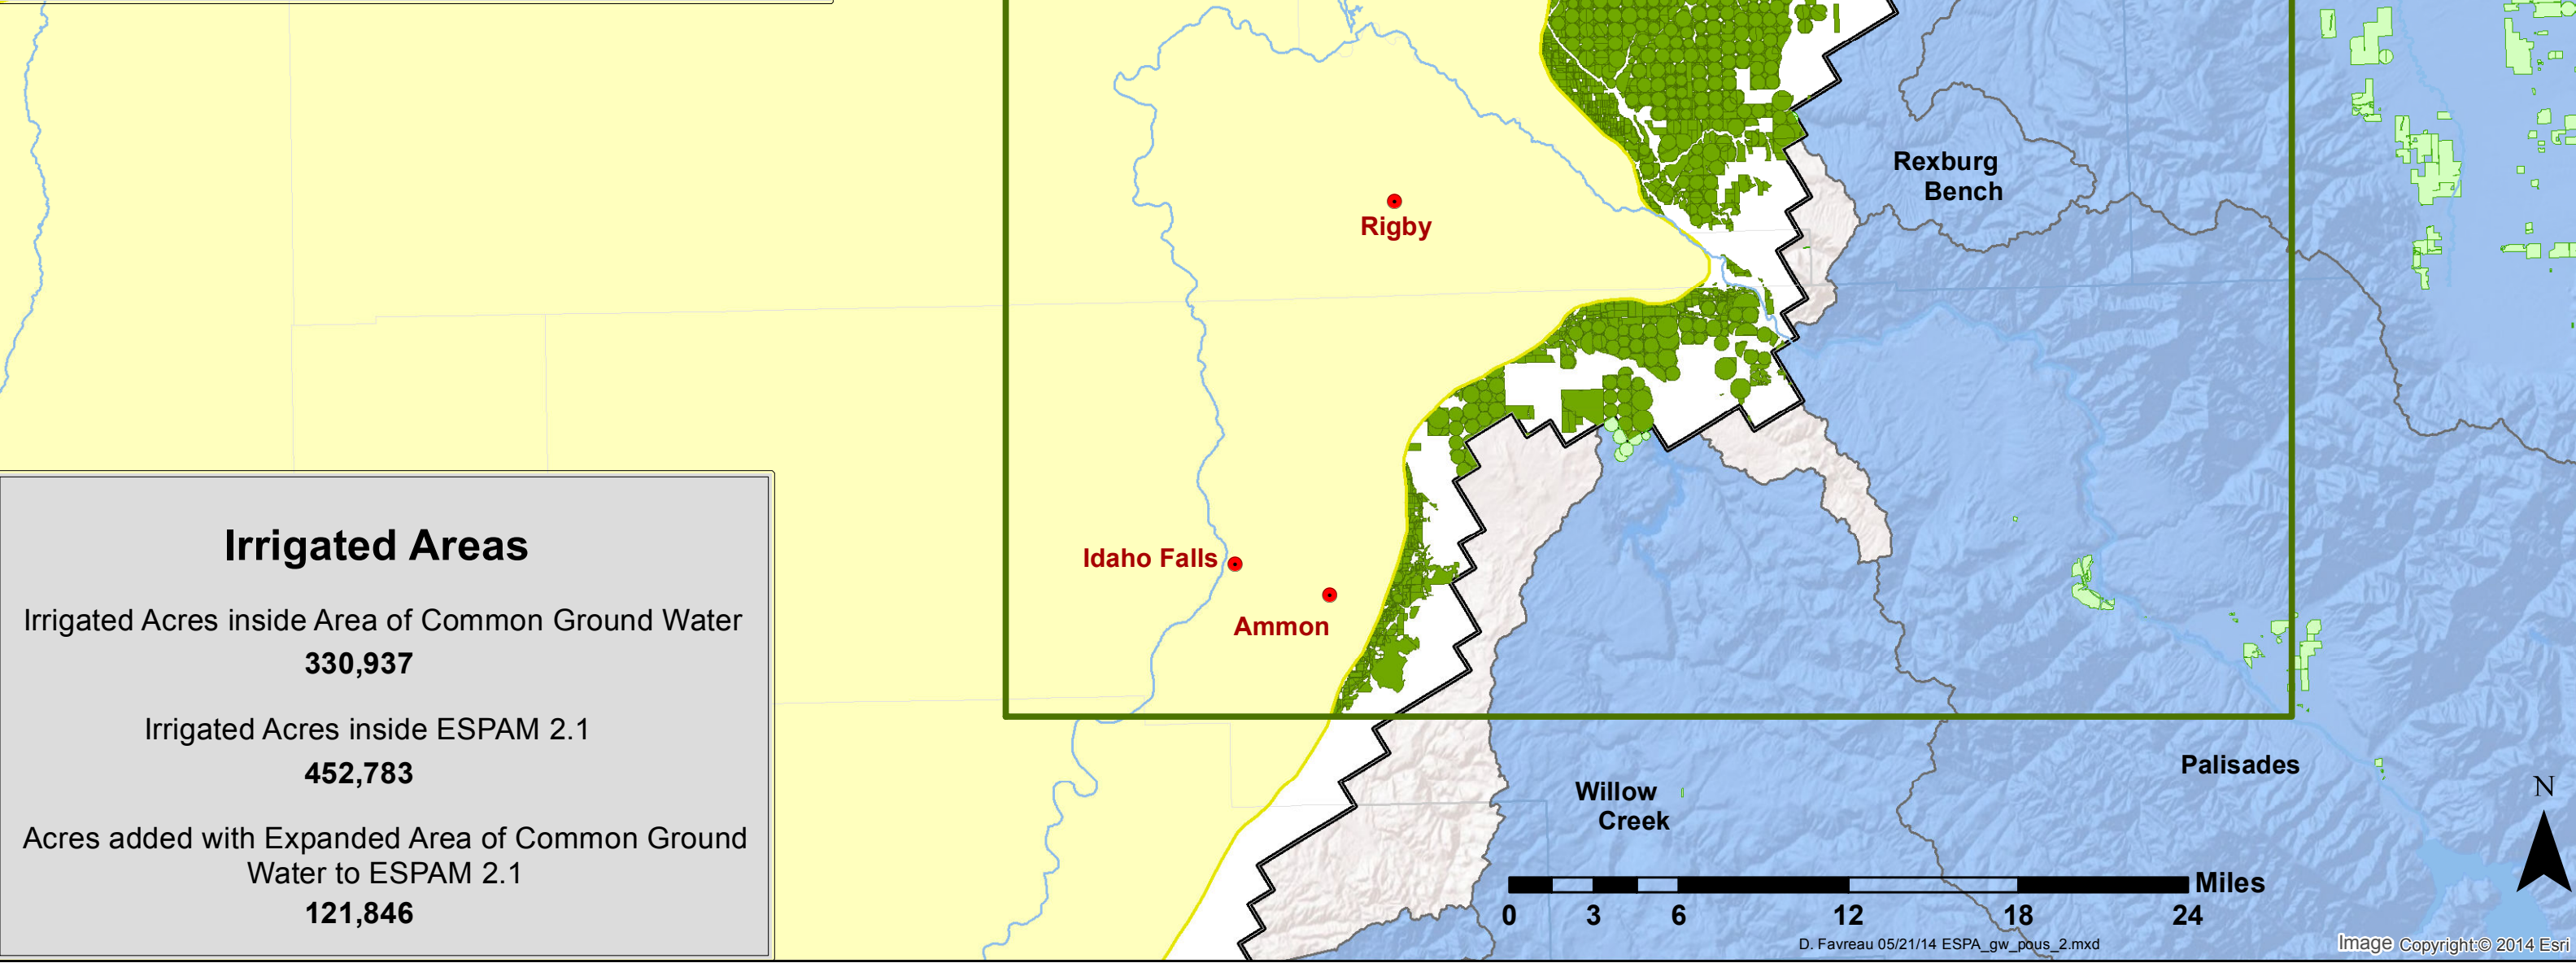 Rexburg
Bench
Rigby
Idaho Falls
Ammon
Irrigated Areas
Irrigated Acres inside Area of Common Ground Water
330,937
Irrigated Acres inside ESPAM 2.1
452,783
Acres added with Expanded Area of Common Ground
Water to ESPAM 2.1
121,846
Willow
Creek
Palisades
N
Miles
0 3 6 12 18 24
D. Favreau 05/21/14 ESPA_gw_pous_2.mxd
Image Copyright:© 2014 Esri